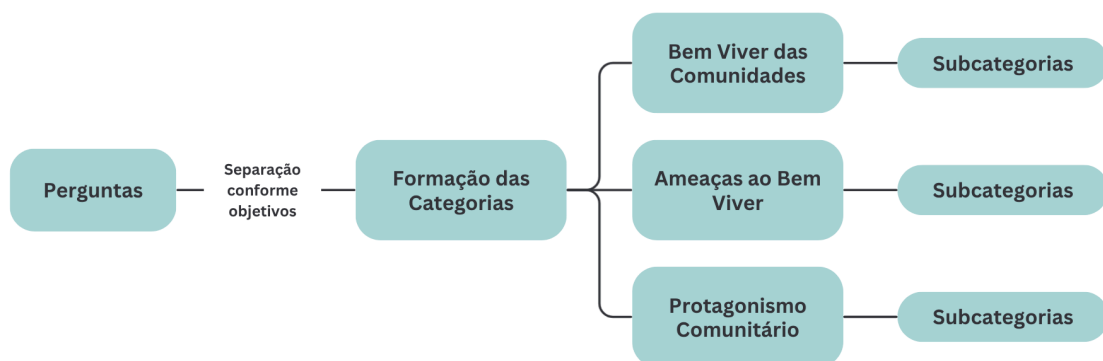 Perguntas
Separação
conforme
objetivos
Formação das
Categorias
Bem Viver das
Comunidades
Subcategorias
Ameaças ao Bem
Viver
Subcategorias
Protagonismo
Comunitário
Subcategorias